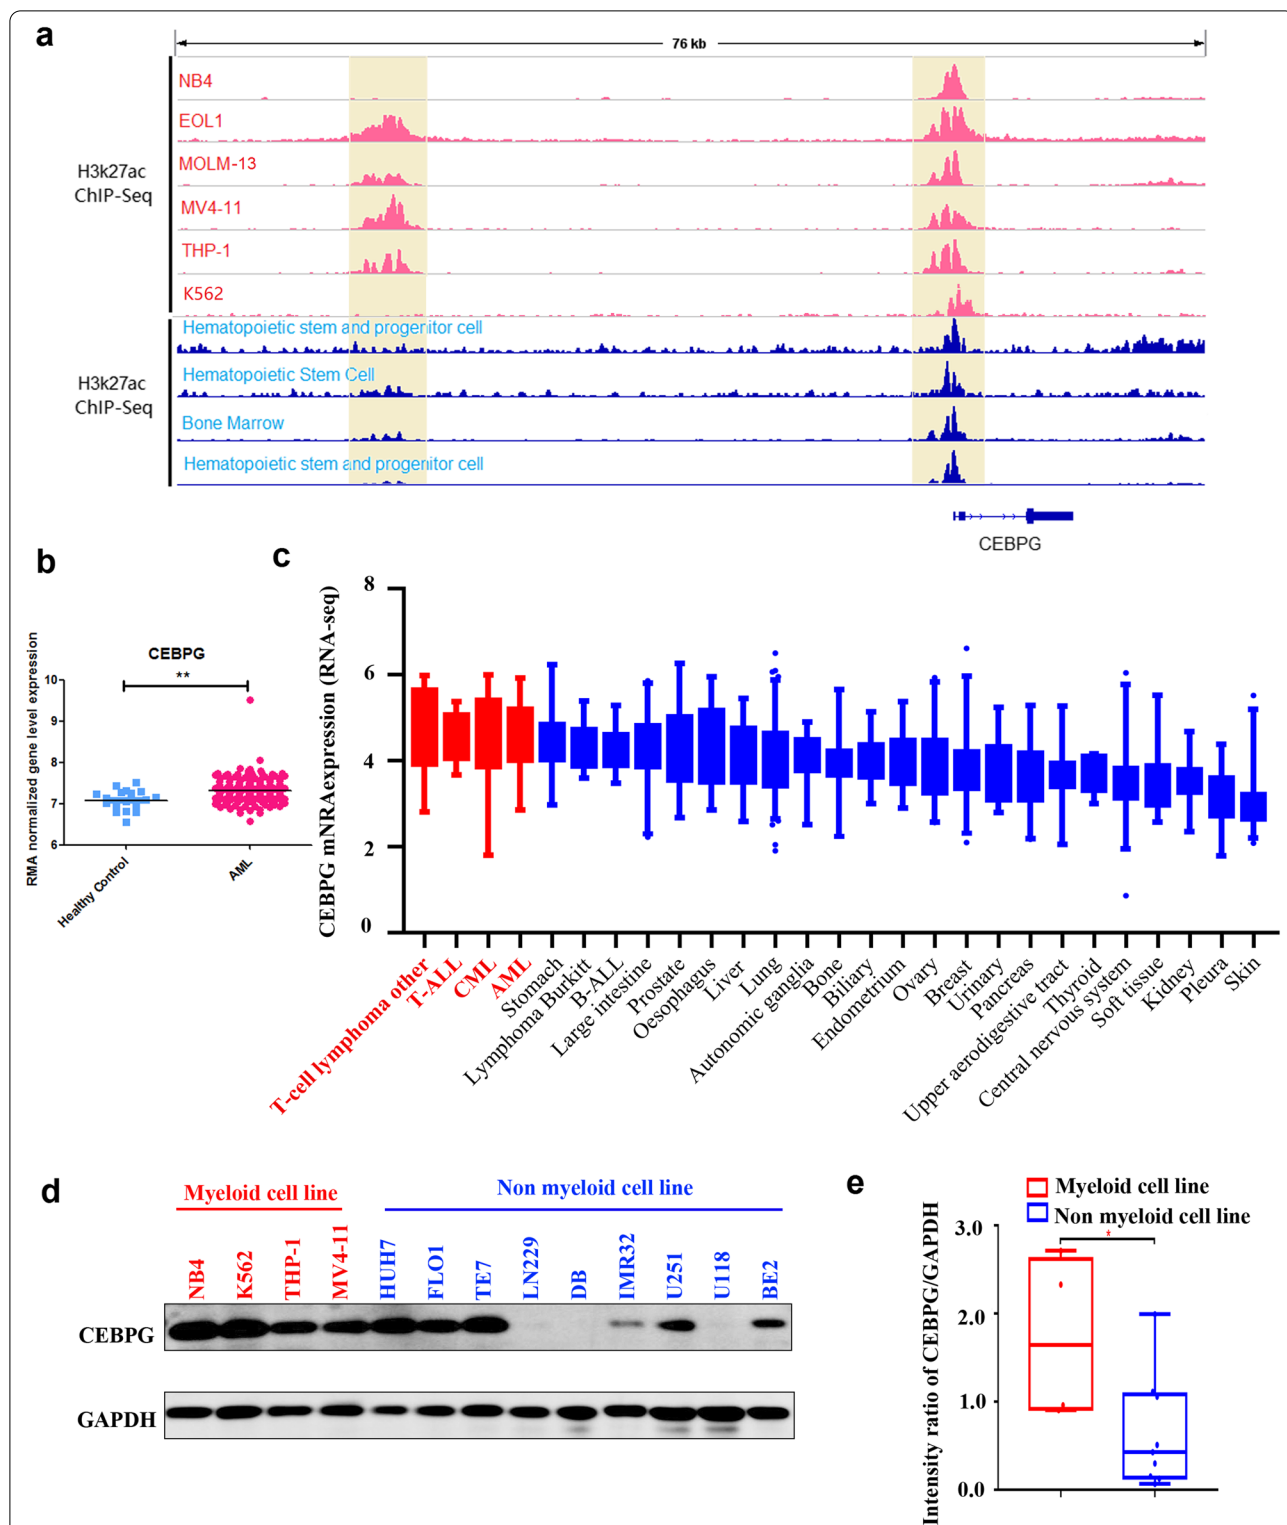 a
76 kb
NB4
EOL1
MOLM-13
MV4-11
THP-1
K562
H3k27ac
ChIP-Seq
Hematopoietic stem and progenitor cell
Hematopoietic Stem Cell
Bone Marrow
Hematopoietic stem and progenitor cell
H3k27ac
ChIP-Seq
CEBPG
b
CEBPG
**
RMA normalized gene level expression
10
9
8
7
6
Healthy Control
AML
c
CEBPG mNRAexpression (RNA-seq)
8
6
4
2
0
T-cell lymphoma other
T-ALL
CML
AML
Stomach
Lymphoma Burkitt
B-ALL
Large intestine
Prostate
Oesophagus
Liver
Lung
Autonomic ganglia
Bone
Biliary
Endometrium
Ovary
Breast
Urinary
Pancreas
Upper aerodigestive tract
Thyroid
Central nervous system
Soft tissue
Kidney
Pleura
Skin
d
Myeloid cell line
Non myeloid cell line
NB4
K562
THP-1
MV4-11
HUH7
FLO1
TE7
LN229
DB
IMR32
U251
U118
BE2
CEBPG
GAPDH
e
Myeloid cell line
Non myeloid cell line
*
Intensity ratio of CEBPG/GAPDH
3.0
2.0
1.0
0.0